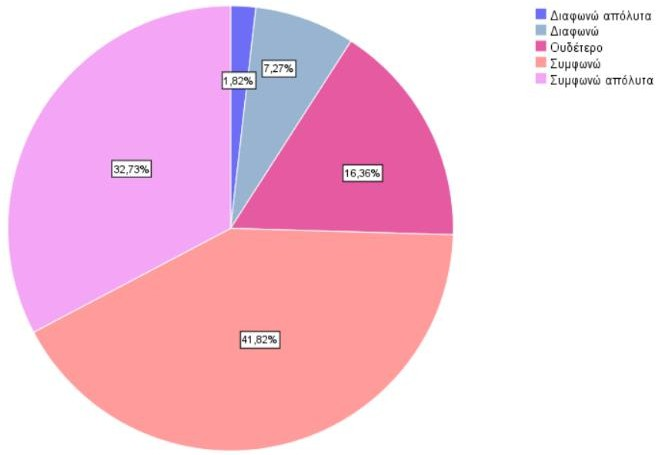 Διαφωνώ απόλυτα
Διαφωνώ
Ουδέτερο
Συμφωνώ
Συμφωνώ απόλυτα
1,82%
7,27%
16,36%
32,73%
41,82%